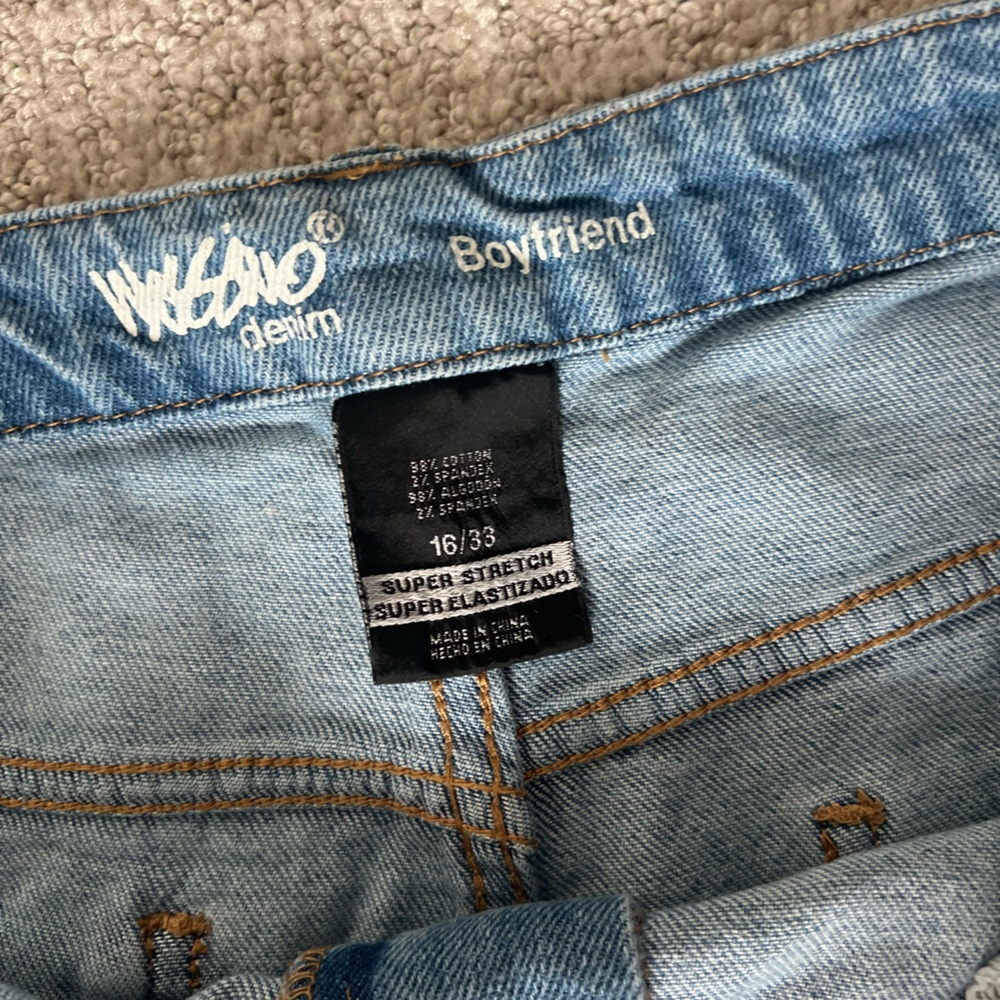 MOSSIMO®
denim
Boyfriend
98% COTTON
2% SPANDEX
98% ALGODON
2% SPANDEX
16/33
SUPER STRETCH
SUPER ELASTIZADO
MADE IN CHINA
HECHO EN CHINA